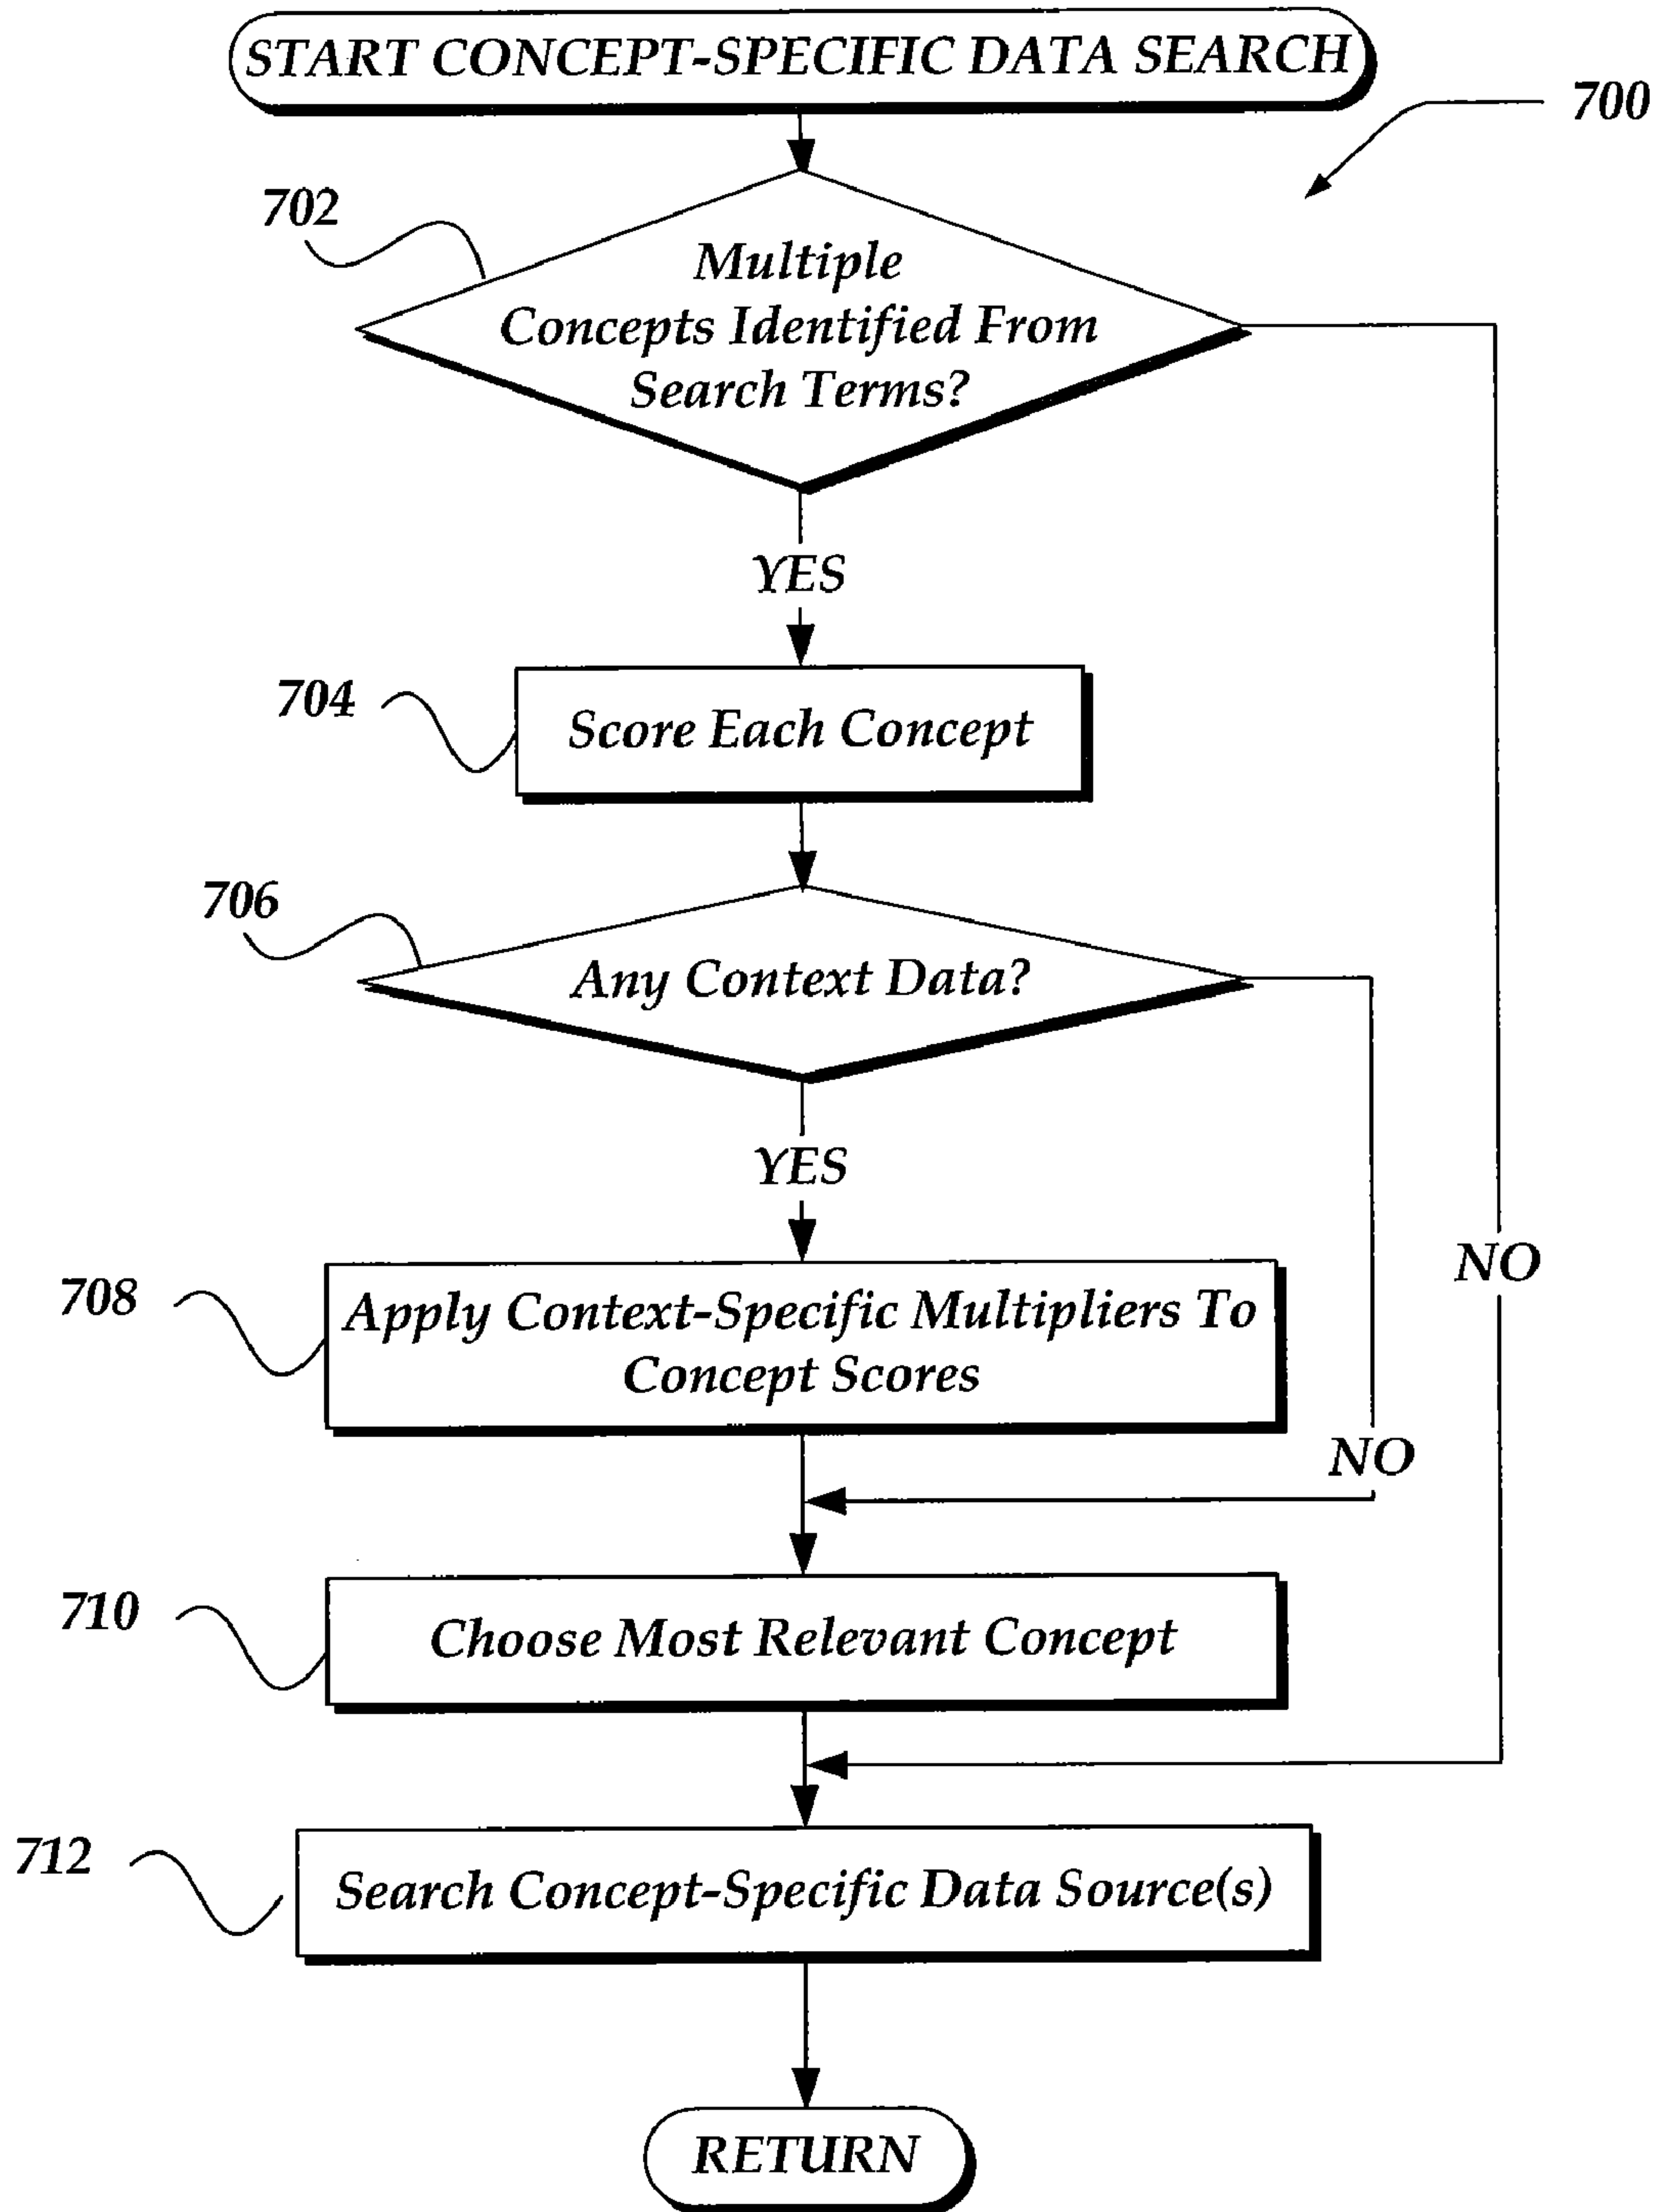 START CONCEPT-SPECIFIC DATA SEARCH
700
702
Multiple
Concepts Identified From
Search Terms?
YES
704
Score Each Concept
706
Any Context Data?
YES
NO
708
Apply Context-Specific Multipliers To
Concept Scores
NO
710
Choose Most Relevant Concept
712
Search Concept-Specific Data Source(s)
RETURN